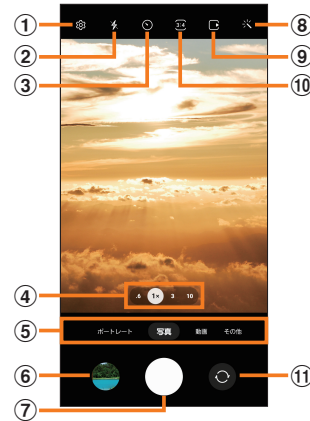 ① ⑧
② ⑨
③ 3:4 ⑩
④ .6 1× 3 10
⑤ ポートレート 写真 動画 その他
⑥ ⑪
⑦